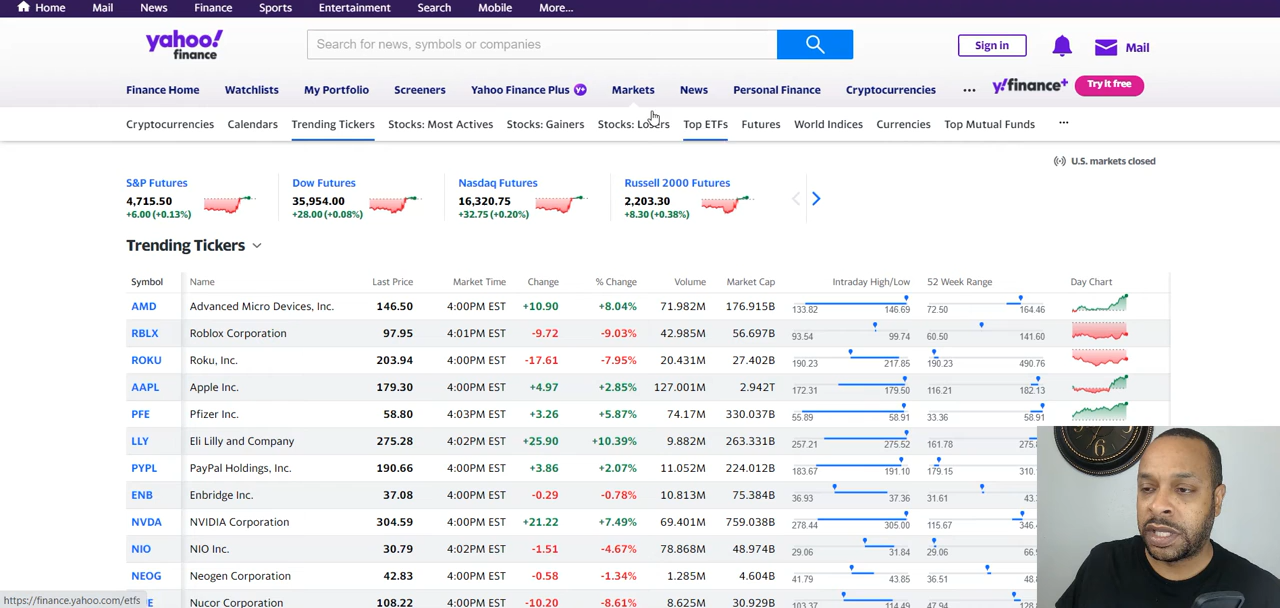 Home Mail News Finance Sports Entertainment Search Mobile More...
yahoo! finance
Search for news, symbols or companies
Sign in
Mail
Finance Home Watchlists My Portfolio Screeners Yahoo Finance Plus Y+ Markets News Personal Finance Cryptocurrencies ... y!finance+ Try it free
Cryptocurrencies Calendars Trending Tickers Stocks: Most Actives Stocks: Gainers Stocks: Losers Top ETFs Futures World Indices Currencies Top Mutual Funds ...
U.S. markets closed
S&P Futures Dow Futures Nasdaq Futures Russell 2000 Futures
4,715.50 35,954.00 16,320.75 2,203.30
+6.00 (+0.13%) +28.00 (+0.08%) +32.75 (+0.20%) +8.30 (+0.38%)
Trending Tickers
Symbol Name Last Price Market Time Change % Change Volume Market Cap Intraday High/Low 52 Week Range Day Chart
AMD Advanced Micro Devices, Inc. 146.50 4:00PM EST +10.90 +8.04% 71.982M 176.915B 133.82 146.69 72.50 164.46
RBLX Roblox Corporation 97.95 4:01PM EST -9.72 -9.03% 42.985M 56.697B 93.54 99.74 60.50 141.60
ROKU Roku, Inc. 203.94 4:00PM EST -17.61 -7.95% 20.431M 27.402B 190.23 217.85 190.23 490.76
AAPL Apple Inc. 179.30 4:00PM EST +4.97 +2.85% 127.001M 2.942T 172.31 179.50 116.21 182.13
PFE Pfizer Inc. 58.80 4:03PM EST +3.26 +5.87% 74.17M 330.037B 55.89 58.91 33.36 58.91
LLY Eli Lilly and Company 275.28 4:02PM EST +25.90 +10.39% 9.882M 263.331B 257.21 275.52 161.78 275.
PYPL PayPal Holdings, Inc. 190.66 4:00PM EST +3.86 +2.07% 11.052M 224.012B 183.67 191.10 179.15 310.
ENB Enbridge Inc. 37.08 4:00PM EST -0.29 -0.78% 10.813M 75.384B 36.93 37.36 31.61 43.
NVDA NVIDIA Corporation 304.59 4:00PM EST +21.22 +7.49% 69.401M 759.038B 278.44 305.00 115.67 346.
NIO NIO Inc. 30.79 4:02PM EST -1.51 -4.67% 78.868M 48.974B 29.06 31.84 29.06 66.
NEOG Neogen Corporation 42.83 4:00PM EST -0.58 -1.34% 1.285M 4.604B 41.79 43.85 36.51 48.
Nucor Corporation 108.22 4:00PM EST -10.20 -8.61% 8.625M 30.929B 103.37 114.49 47.94 128.
https://finance.yahoo.com/etfs